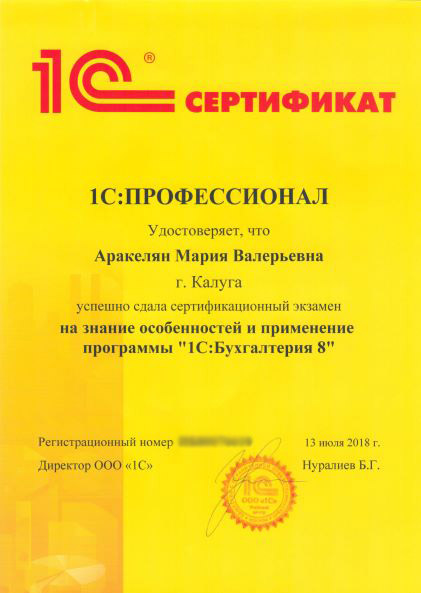 1С®
СЕРТИФИКАТ
1С:ПРОФЕССИОНАЛ
Удостоверяет, что
Аракелян Мария Валерьевна
г. Калуга
успешно сдала сертификационный экзамен
на знание особенностей и применение
программы "1С:Бухгалтерия 8"
Регистрационный номер
13 июля 2018 г.
Директор ООО «1С»
Нуралиев Б.Г.
1С
ООО «1С»